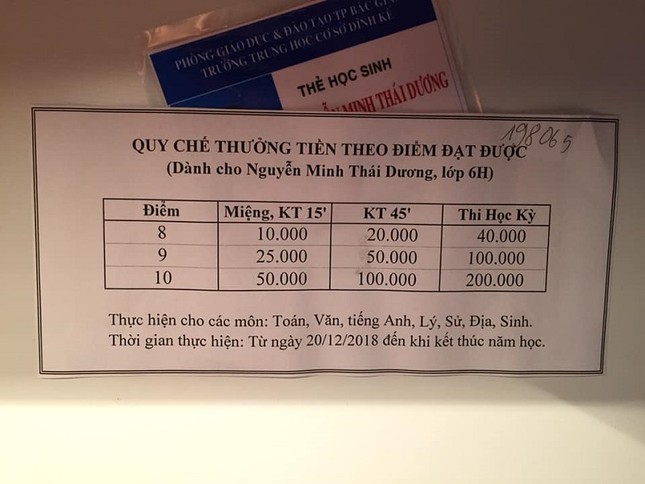 PHÒNG GIÁO DỤC & ĐÀO TẠO TP BẮC
TRƯỜNG TRUNG HỌC CƠ SỞ DĨNH KẾ
THẺ HỌC SINH
MINH THÁI DƯƠNG
198065
QUY CHẾ THƯỞNG TIỀN THEO ĐIỂM ĐẠT ĐƯỢC
(Dành cho Nguyễn Minh Thái Dương, lớp 6H)
Điểm Miệng, KT 15' KT 45' Thi Học Kỳ
8 10.000 20.000 40.000
9 25.000 50.000 100.000
10 50.000 100.000 200.000
Thực hiện cho các môn: Toán, Văn, tiếng Anh, Lý, Sử, Địa, Sinh.
Thời gian thực hiện: Từ ngày 20/12/2018 đến khi kết thúc năm học.